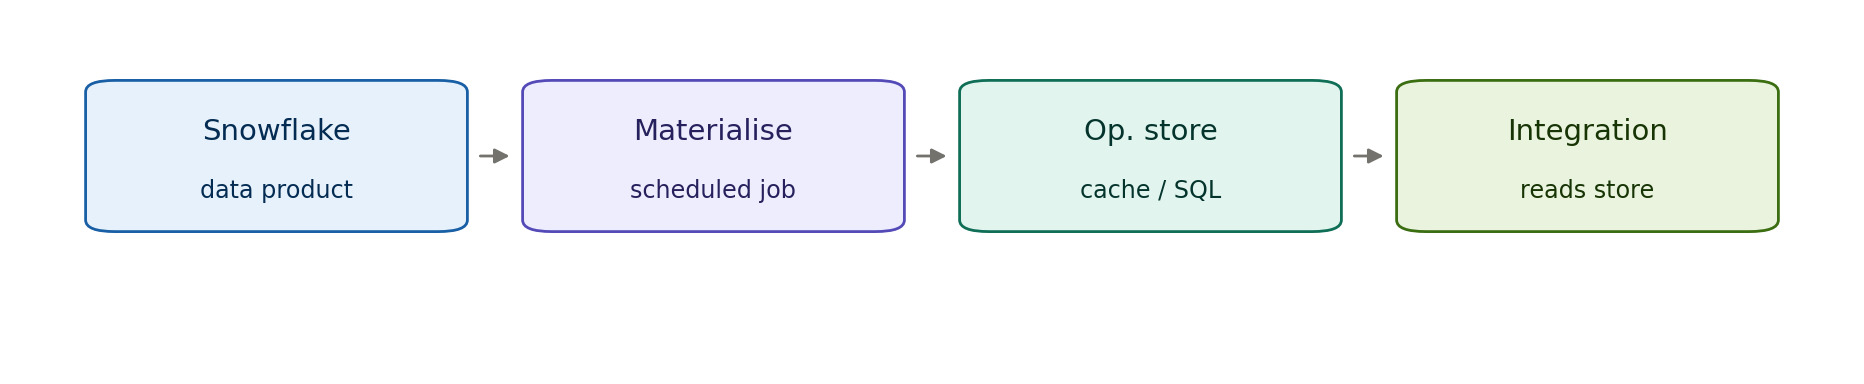 Snowflake
data product
Materialise
scheduled job
Op. store
cache / SQL
Integration
reads store